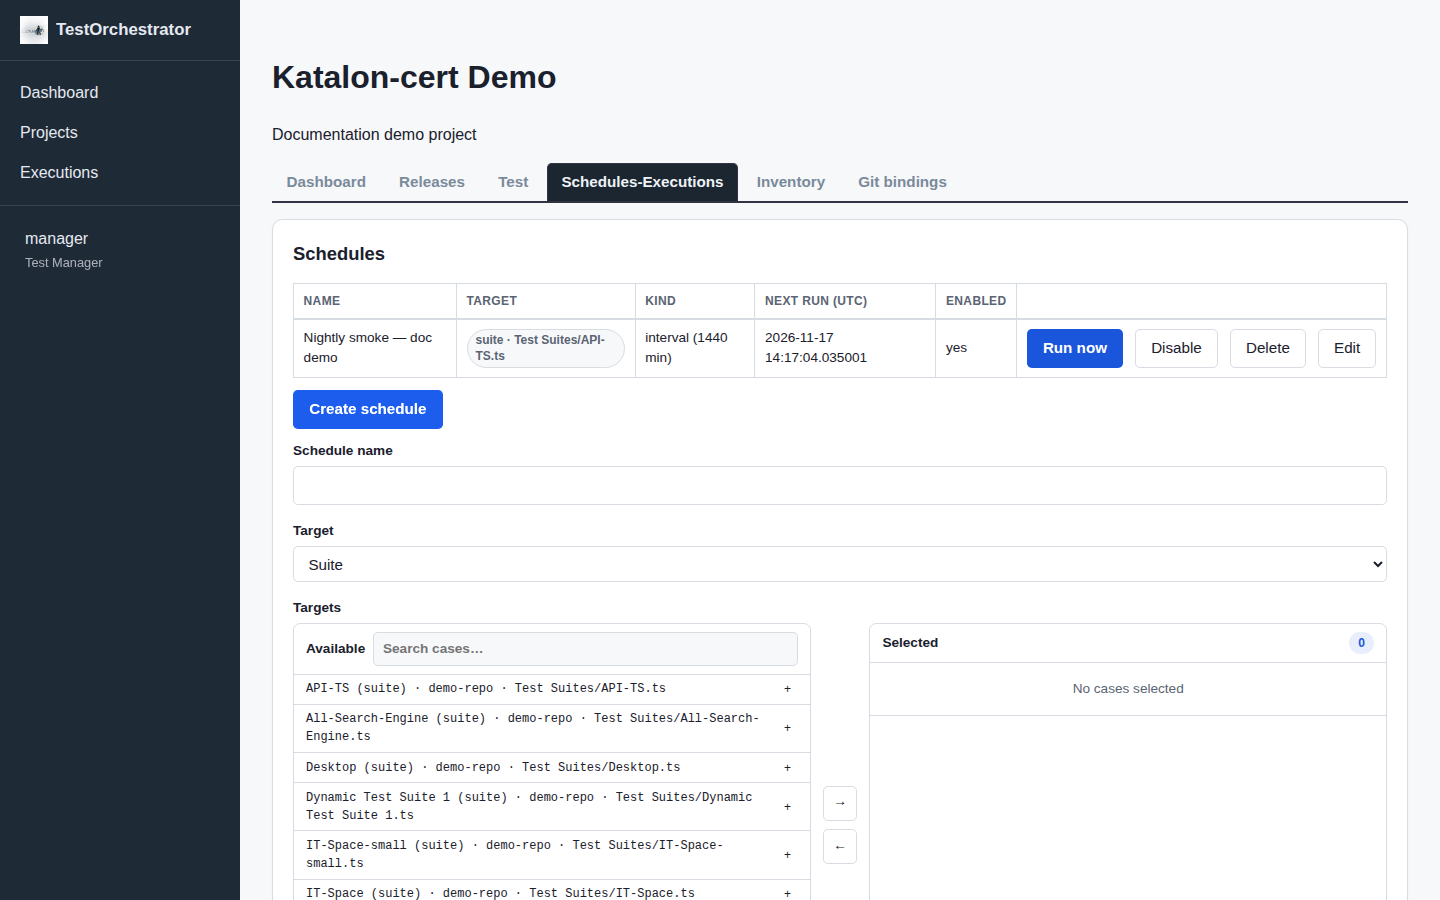 TestOrchestrator
Dashboard
Projects
Executions
manager
Test Manager
Katalon-cert Demo
Documentation demo project
Dashboard Releases Test Schedules-Executions Inventory Git bindings
Schedules
NAME TARGET KIND NEXT RUN (UTC) ENABLED
Nightly smoke — doc demo
suite · Test Suites/API-TS.ts
interval (1440 min)
2026-11-17 14:17:04.035001
yes
Run now Disable Delete Edit
Create schedule
Schedule name
Target
Suite
Targets
Available Search cases…
API-TS (suite) · demo-repo · Test Suites/API-TS.ts +
All-Search-Engine (suite) · demo-repo · Test Suites/All-Search-
Engine.ts +
Desktop (suite) · demo-repo · Test Suites/Desktop.ts +
Dynamic Test Suite 1 (suite) · demo-repo · Test Suites/Dynamic
Test Suite 1.ts +
IT-Space-small (suite) · demo-repo · Test Suites/IT-Space-
small.ts +
IT-Space (suite) · demo-repo · Test Suites/IT-Space.ts +
→
←
Selected 0
No cases selected